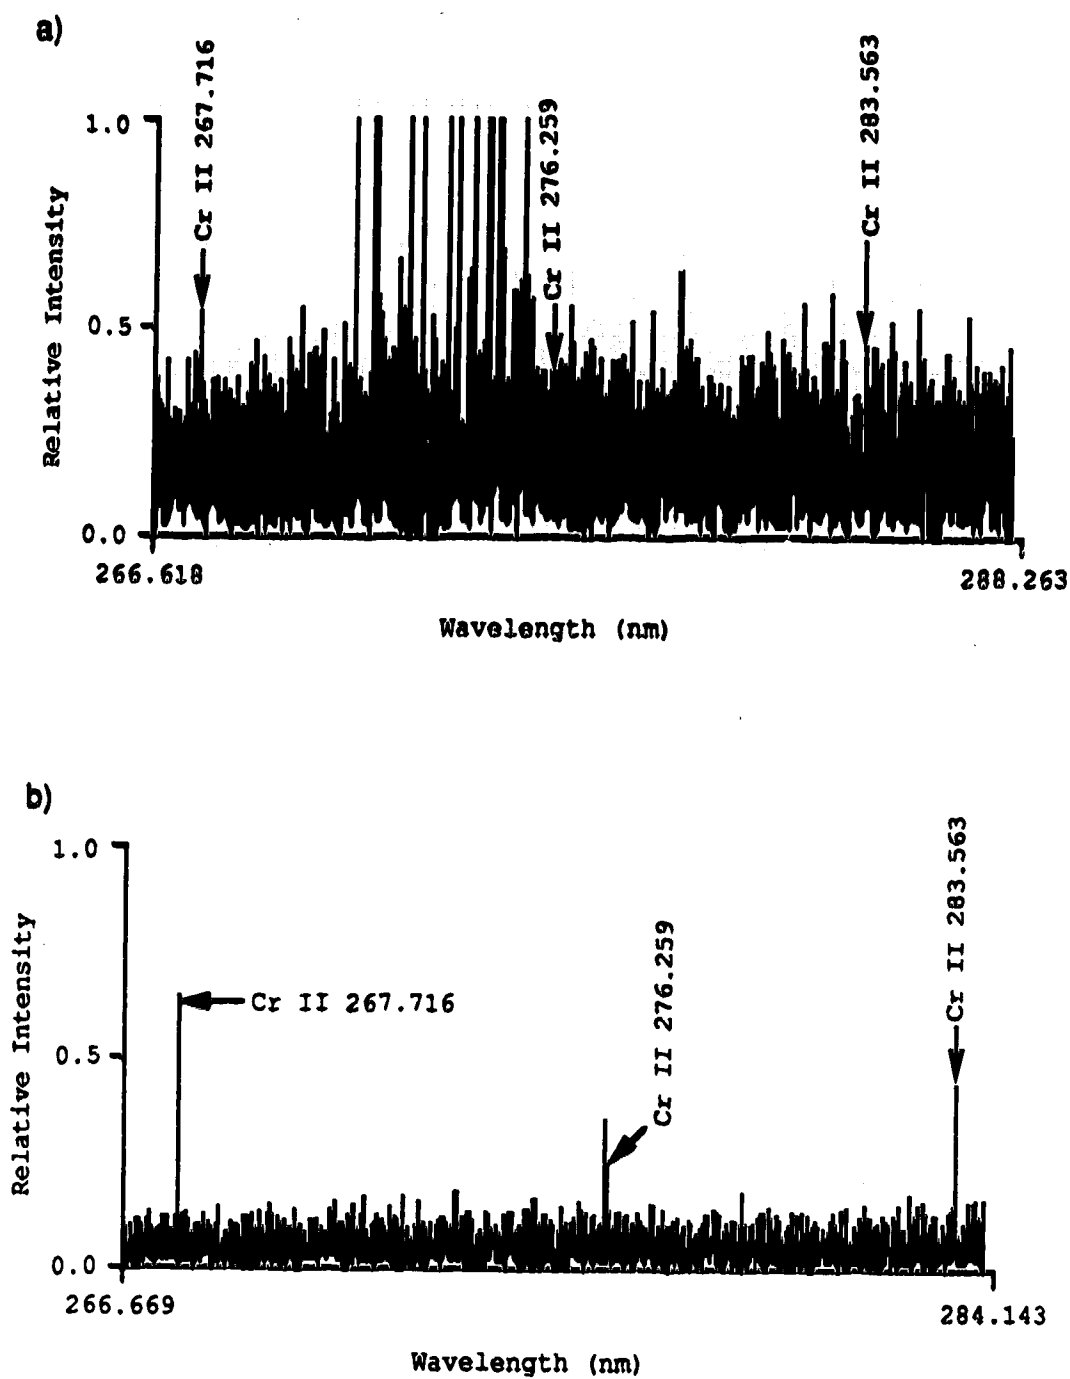 a)
Cr II 267.716
Cr II 276.259
Cr II 283.563
1.0
0.5
0.0
Relative Intensity
266.618
288.263
Wavelength (nm)
b)
Cr II 267.716
Cr II 276.259
Cr II 283.563
1.0
0.5
0.0
Relative Intensity
266.669
284.143
Wavelength (nm)